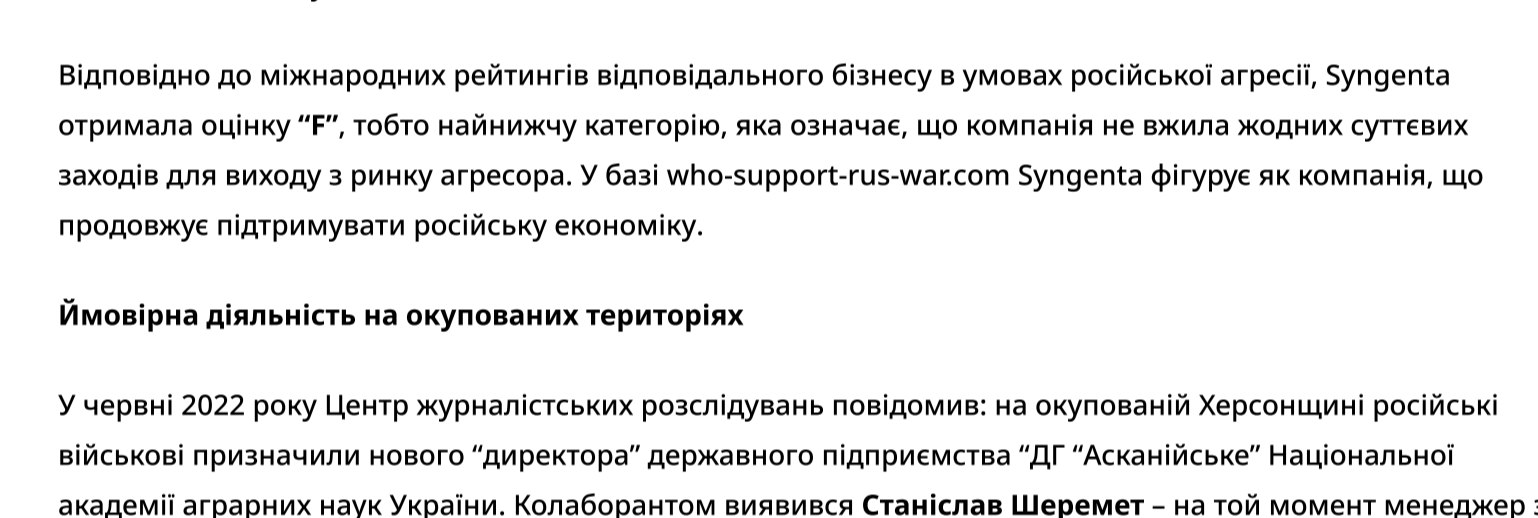 Відповідно до міжнародних рейтингів відповідального бізнесу в умовах російської агресії, Syngenta
отримала оцінку “F”, тобто найнижчу категорію, яка означає, що компанія не вжила жодних суттєвих
заходів для виходу з ринку агресора. У базі who-support-rus-war.com Syngenta фігурує як компанія, що
продовжує підтримувати російську економіку.
Ймовірна діяльність на окупованих територіях
У червні 2022 року Центр журналістських розслідувань повідомив: на окупованій Херсонщині російські
військові призначили нового “директора” державного підприємства “ДГ “Асканійське” Національної
академії аграрних наук України. Колаборантом виявився Станіслав Шеремет – на той момент менеджер